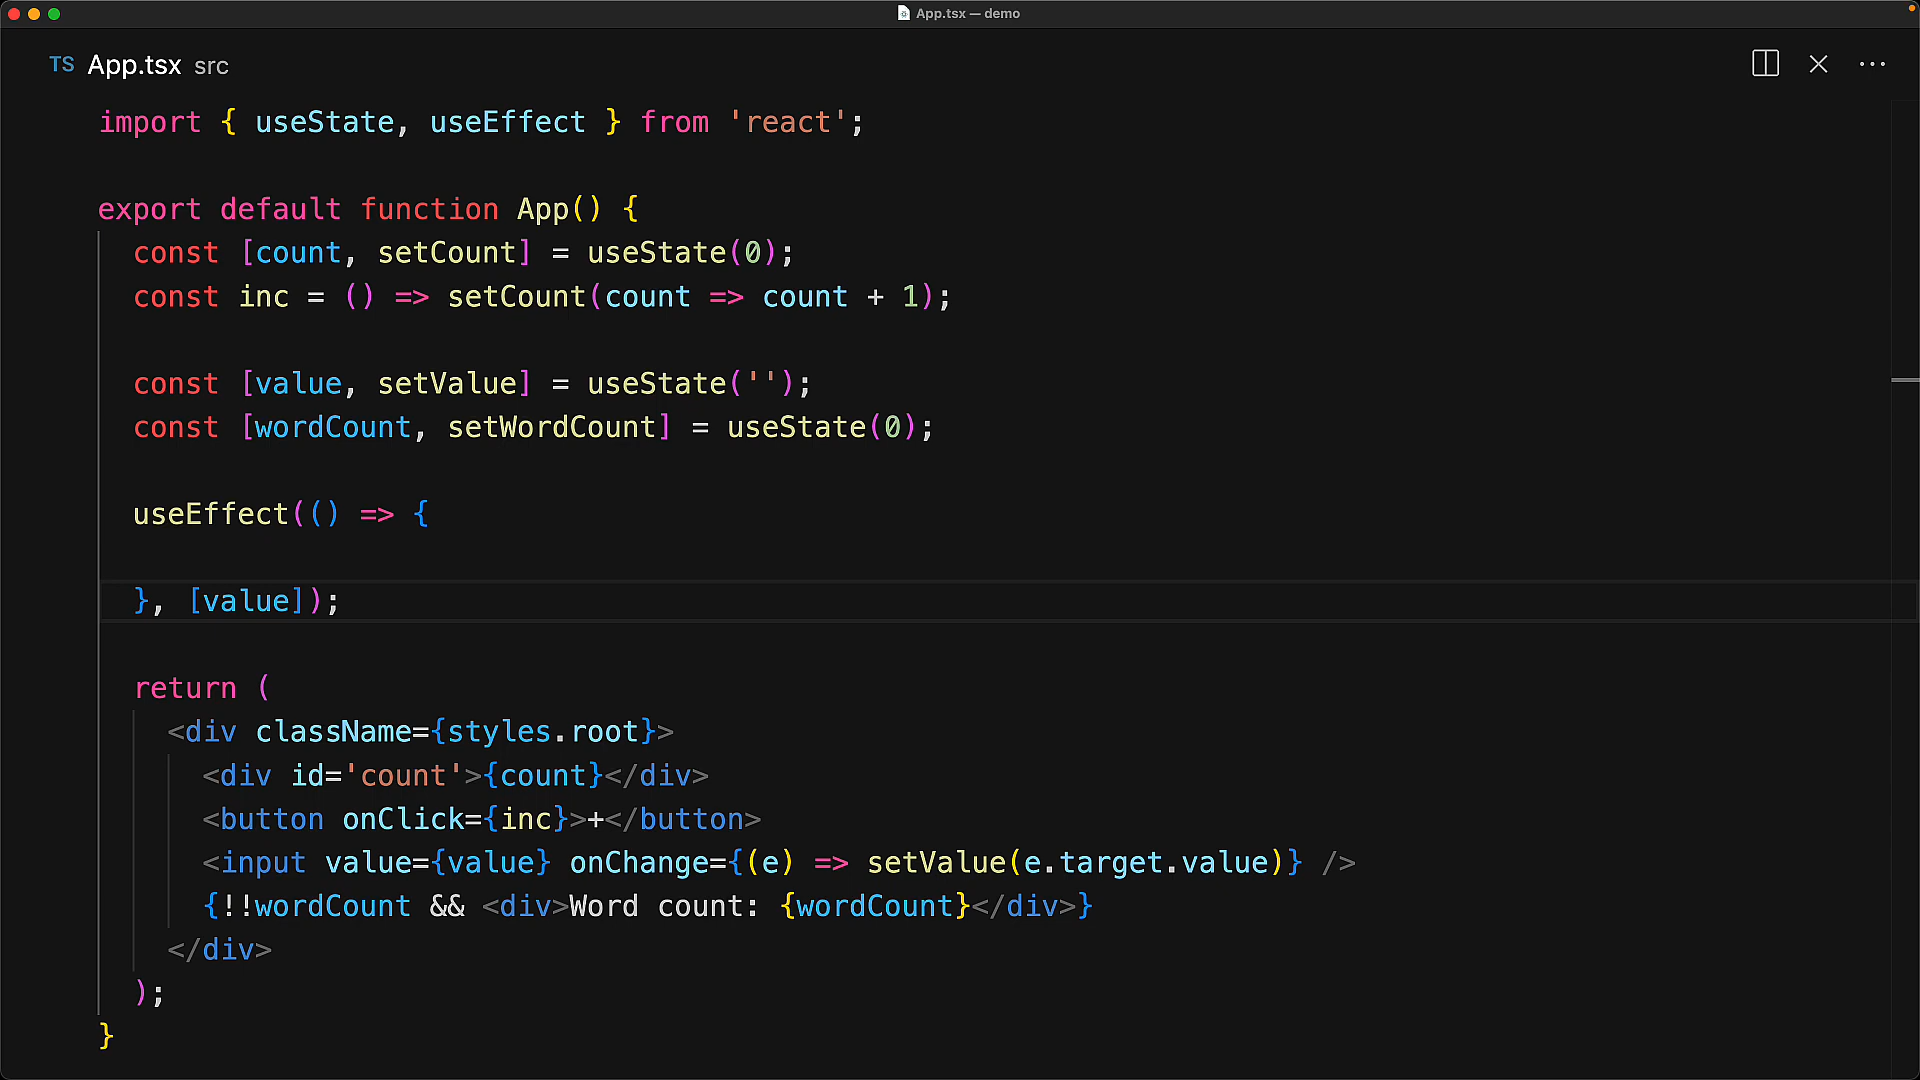 App.tsx — demo
TS App.tsx src
import { useState, useEffect } from 'react';
export default function App() {
const [count, setCount] = useState(0);
const inc = () => setCount(count => count + 1);
const [value, setValue] = useState('');
const [wordCount, setWordCount] = useState(0);
useEffect(() => {
}, [value]);
return (
<div className={styles.root}>
<div id='count'>{count}</div>
<button onClick={inc}>+</button>
<input value={value} onChange={(e) => setValue(e.target.value)} />
{!!wordCount && <div>Word count: {wordCount}</div>}
</div>
);
}